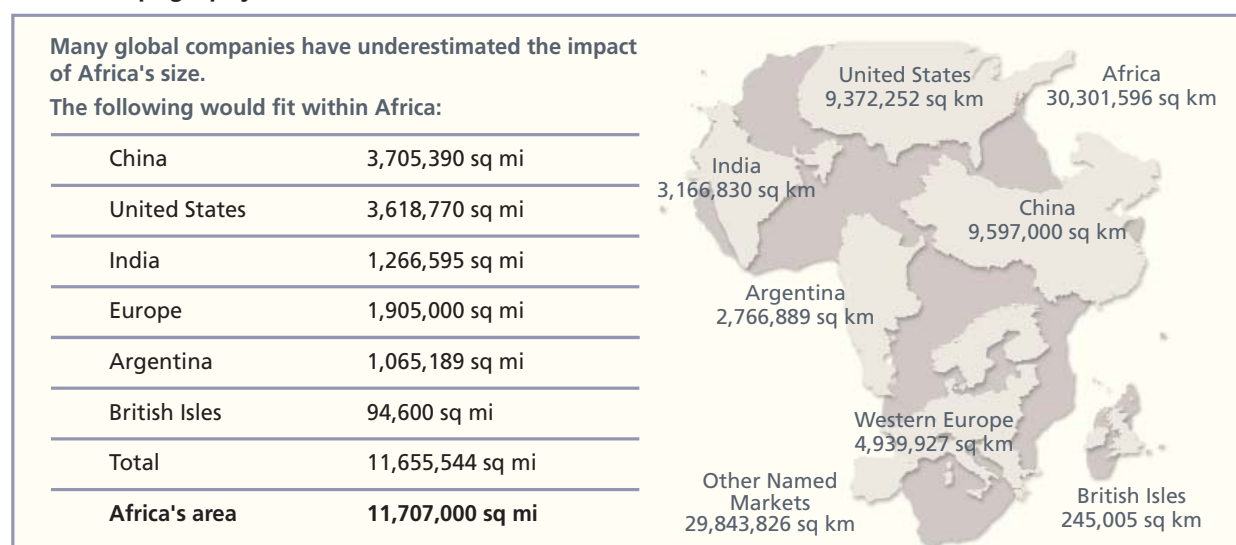 Many global companies have underestimated the impact
of Africa's size.
The following would fit within Africa:
China 3,705,390 sq mi
United States 3,618,770 sq mi
India 1,266,595 sq mi
Europe 1,905,000 sq mi
Argentina 1,065,189 sq mi
British Isles 94,600 sq mi
Total 11,655,544 sq mi
Africa's area 11,707,000 sq mi
United States
9,372,252 sq km
Africa
30,301,596 sq km
India
3,166,830 sq km
China
9,597,000 sq km
Argentina
2,766,889 sq km
Western Europe
4,939,927 sq km
Other Named
Markets
29,843,826 sq km
British Isles
245,005 sq km